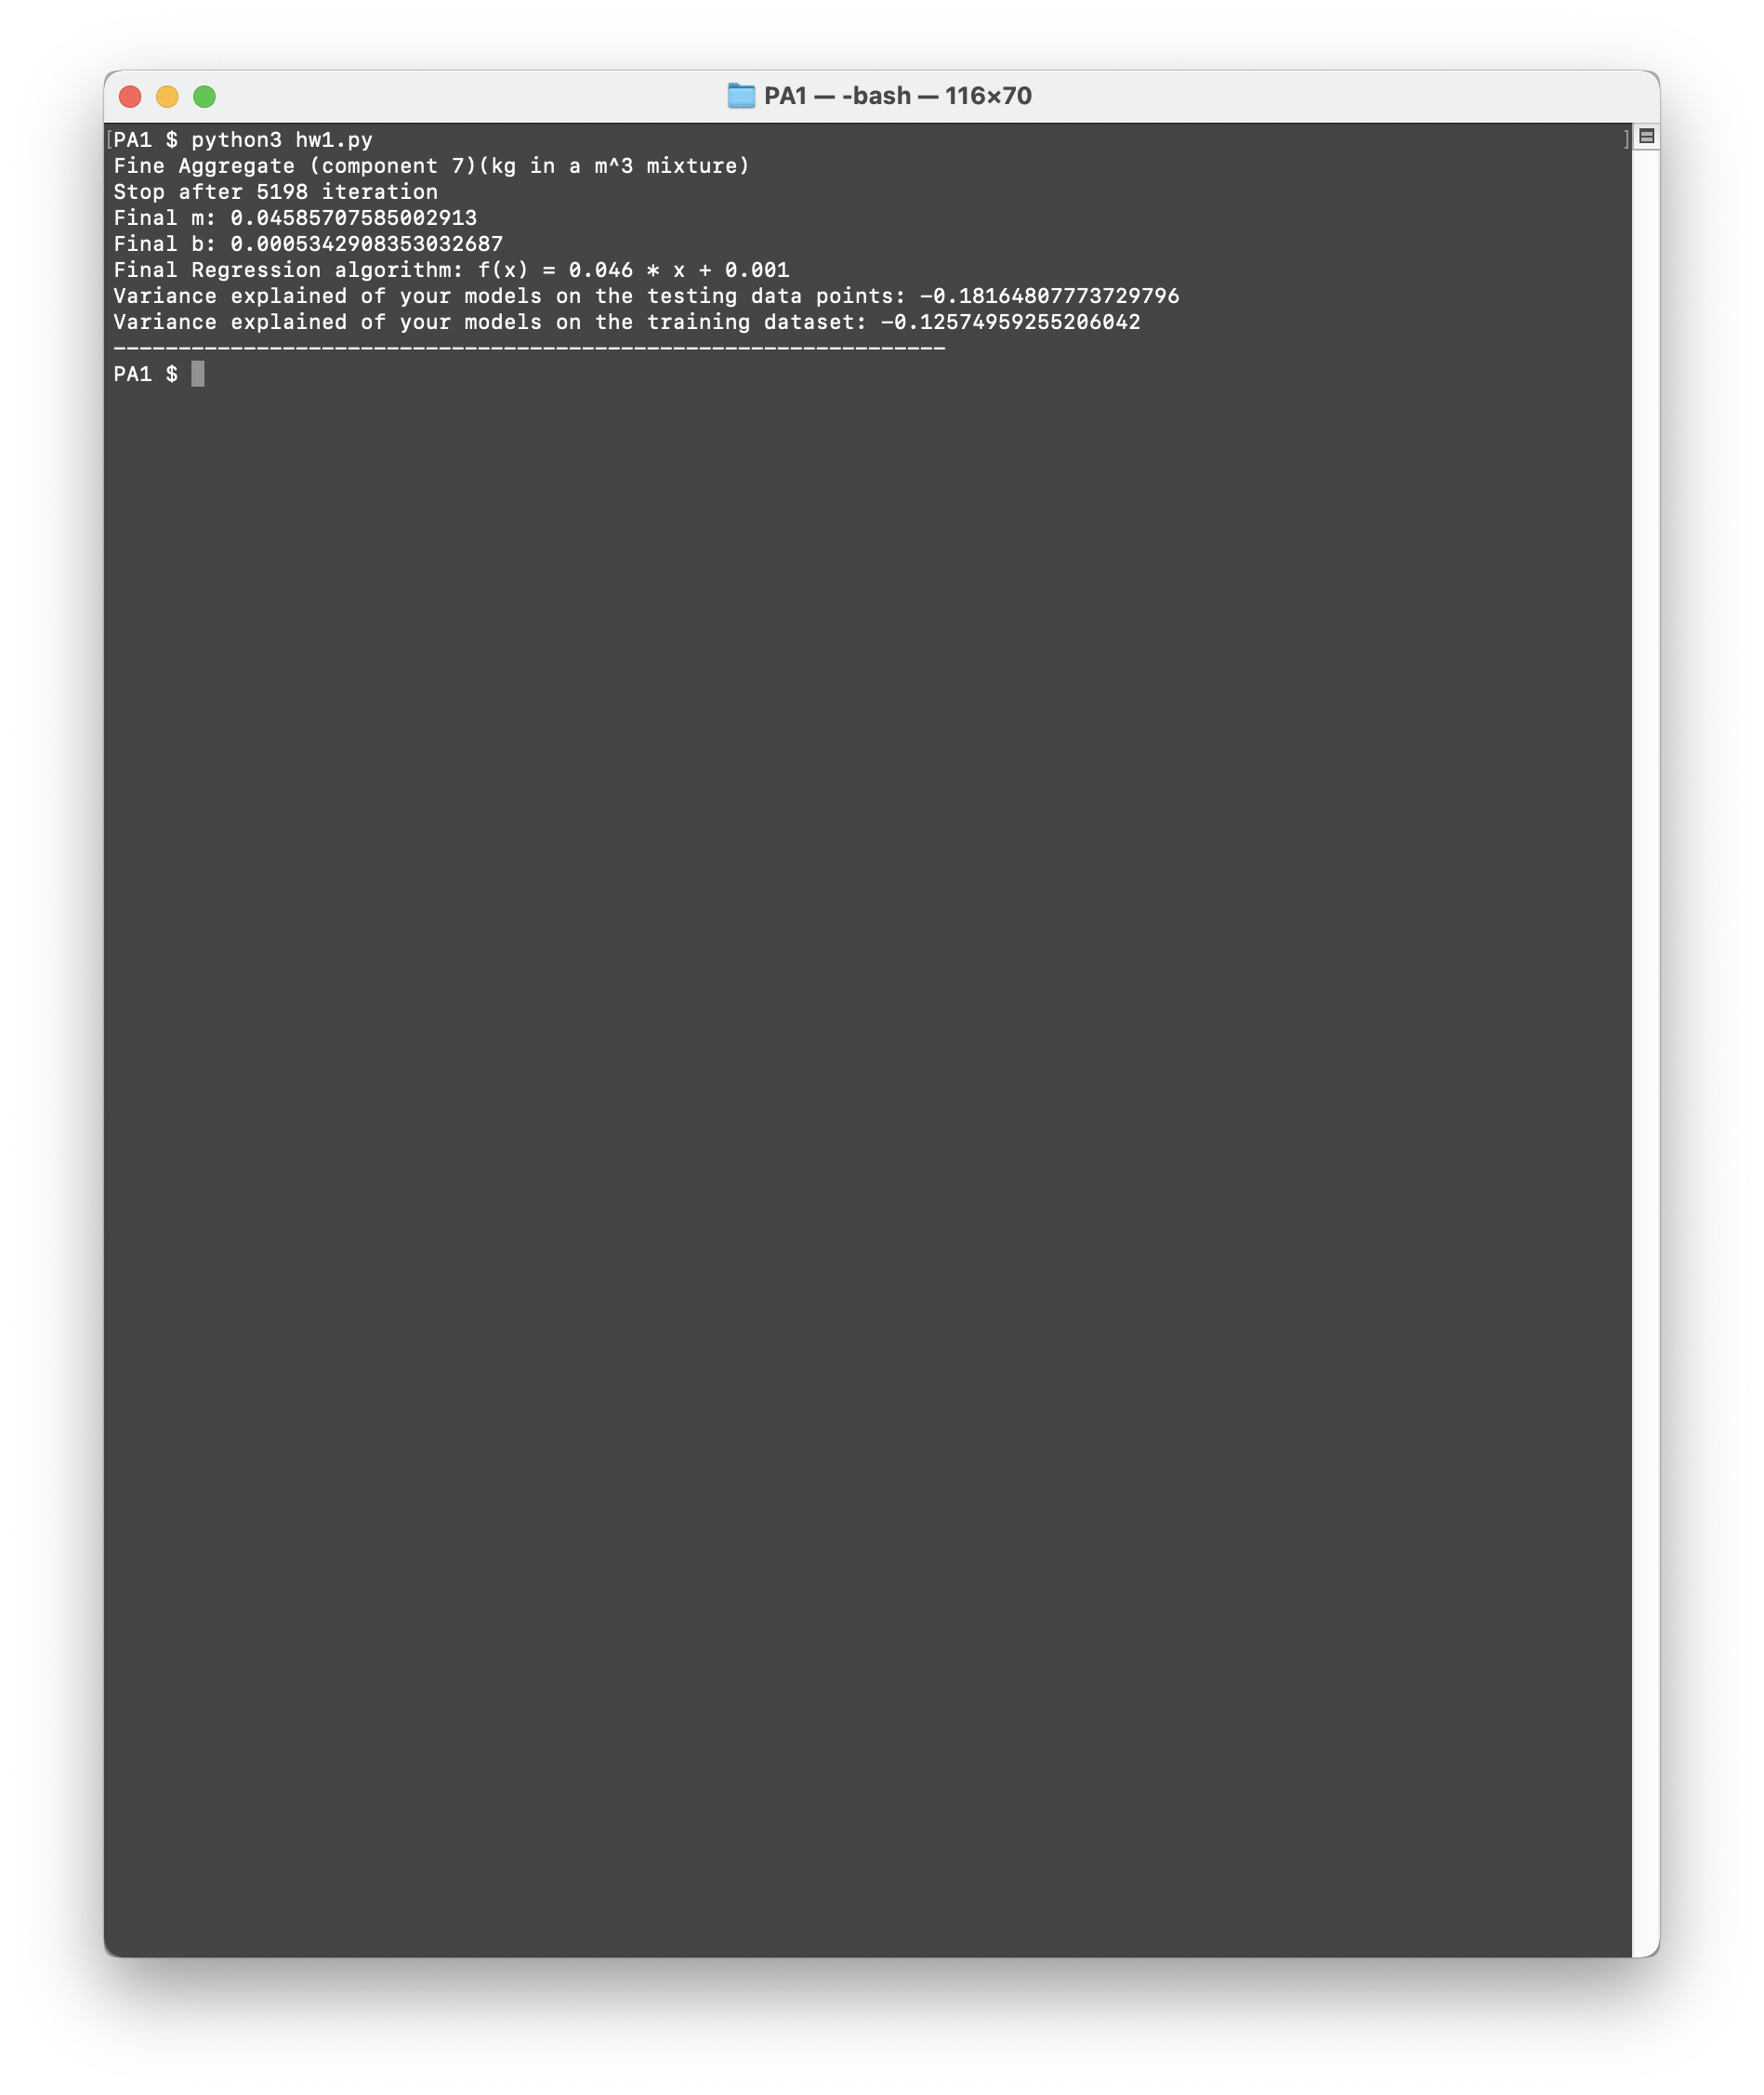 PA1 — -bash — 116×70
PA1 $ python3 hw1.py
Fine Aggregate (component 7)(kg in a m^3 mixture)
Stop after 5198 iteration
Final m: 0.04585707585002913
Final b: 0.0005342908353032687
Final Regression algorithm: f(x) = 0.046 * x + 0.001
Variance explained of your models on the testing data points: -0.18164807773729796
Variance explained of your models on the training dataset: -0.12574959255206042
----------------------------------------------------------------
PA1 $